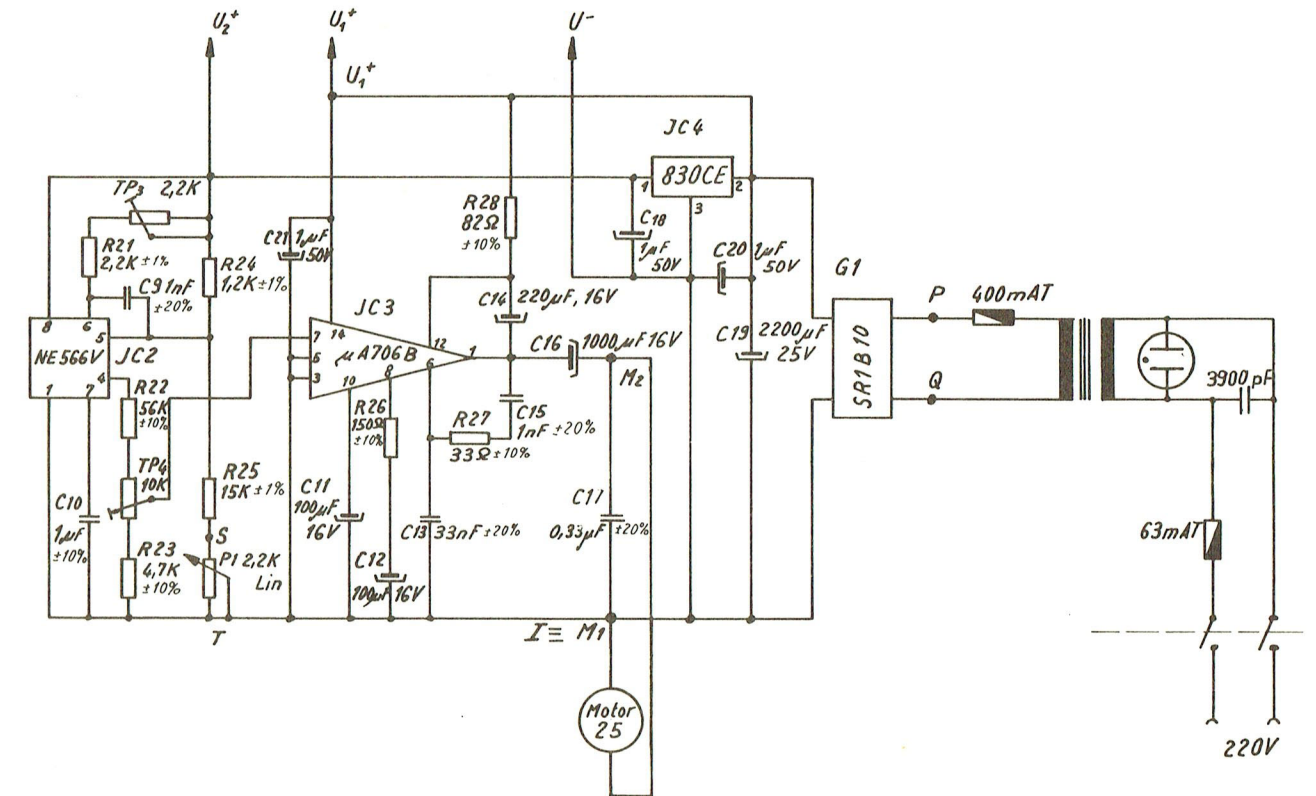 U₂⁺
U₁⁺
U⁻
U₁⁺
JC4
830CE
1
2
3
TP₃ 2,2K
R21
2,2K ±1%
C9 1nF
±20%
R24
1,2K ±1%
C21 1µF
50V
R28
82Ω
±10%
C18
1µF
50V
C20 1µF
50V
G1
SR1B10
P
400mAT
Q
8
6
5
NE566V
JC2
4
1
7
R22
56K
±10%
TP4
10K
R23
4,7K
±10%
C10
1µF
±10%
R25
15K ±1%
S
P1 2,2K
Lin
T
JC3
µA706B
7
14
5
3
10
8
6
12
1
C14 220µF, 16V
C16 1000µF 16V
M₂
C19 2200µF
25V
R26
150Ω
±10%
R27
33Ω ±10%
C15
1nF ±20%
C11
100µF
16V
C12
100µF 16V
C13 33nF ±20%
C17
0,33µF ±20%
I ≡ M₁
Motor
25
3900 pF
63mAT
220V